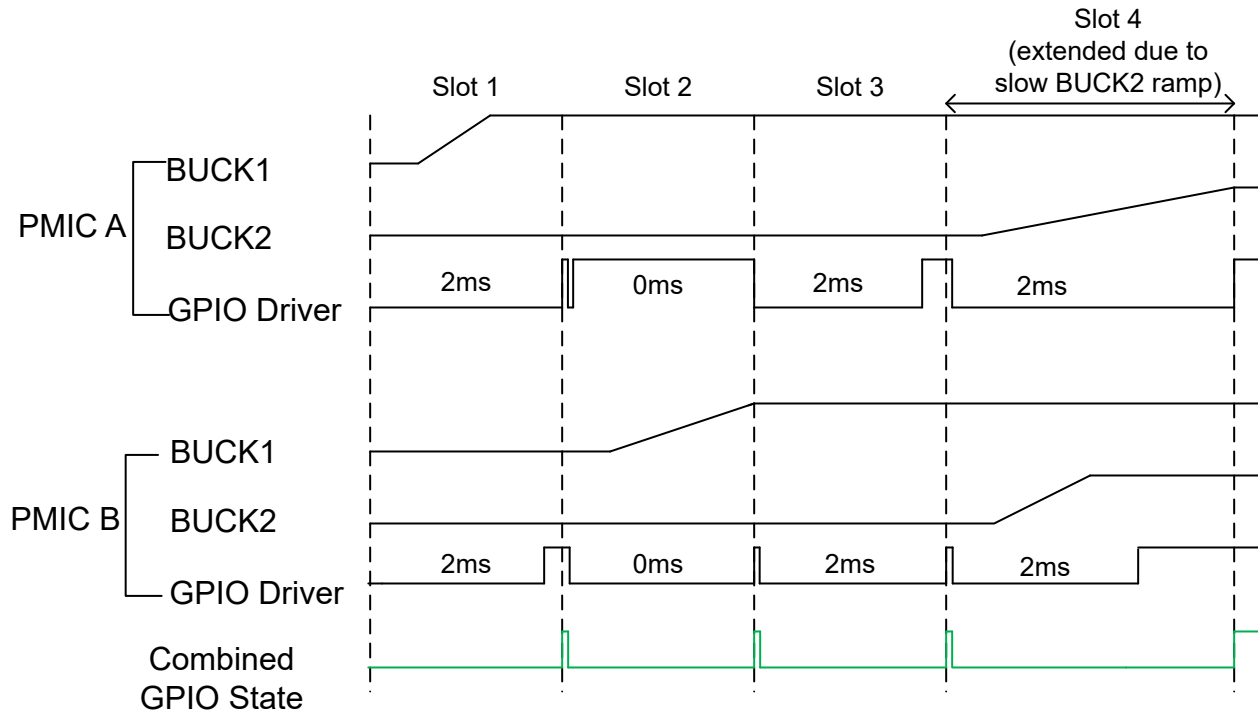 Slot 4
(extended due to
slow BUCK2 ramp)
Slot 1
Slot 2
Slot 3
PMIC A
BUCK1
BUCK2
GPIO Driver
2ms
0ms
2ms
2ms
PMIC B
BUCK1
BUCK2
GPIO Driver
2ms
0ms
2ms
2ms
Combined
GPIO State